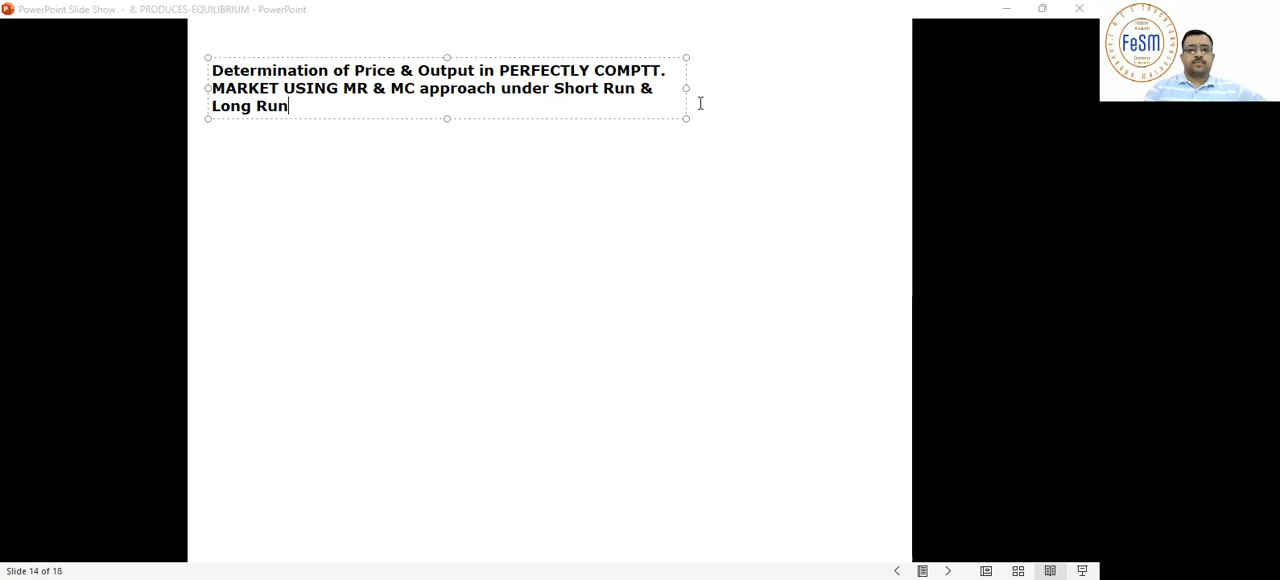 PowerPoint Slide Show - 8. PRODUCES-EQUILIBRIUM - PowerPoint
FeSM
Determination of Price & Output in PERFECTLY COMPTT.
MARKET USING MR & MC approach under Short Run &
Long Run
Slide 14 of 18